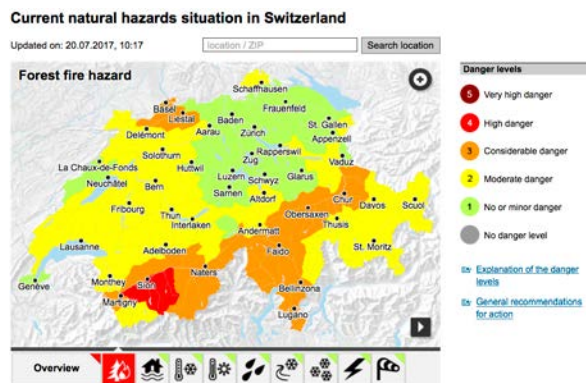 Current natural hazards situation in Switzerland
Updated on: 20.07.2017, 10:17
location / ZIP
Search location
Forest fire hazard
Schaffhausen
Basel
Liestal
Frauenfeld
Baden
Delémont
Aarau
Zürich
St. Gallen
Appenzell
Solothurn
Rapperswil
Huttwil
Zug
Vaduz
La Chaux-de-Fonds
Luzern
Schwyz
Glarus
Neuchâtel
Bern
Sarnen
Altdorf
Chur
Davos
Scuol
Fribourg
Thun
Obersaxen
Interlaken
Thusis
Andermatt
Lausanne
Adelboden
Faido
St. Moritz
Genève
Monthey
Sion
Naters
Martigny
Bellinzona
Lugano
Danger levels
5 Very high danger
4 High danger
3 Considerable danger
2 Moderate danger
1 No or minor danger
No danger level
Explanation of the danger
levels
General recommendations
for action
Overview